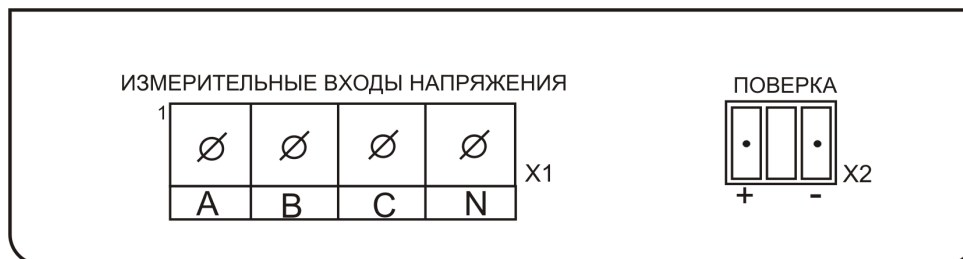 ИЗМЕРИТЕЛЬНЫЕ ВХОДЫ НАПРЯЖЕНИЯ
ПОВЕРКА
1
X1
X2
A B C N
+ -